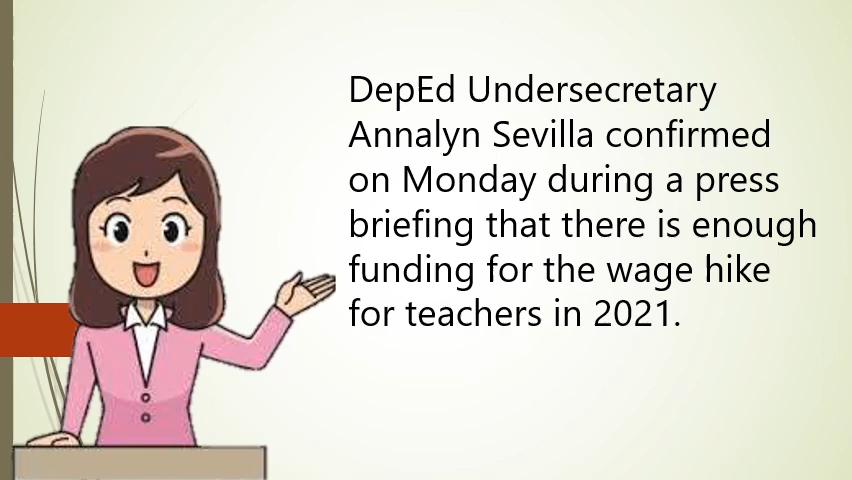 DepEd Undersecretary
Annalyn Sevilla confirmed
on Monday during a press
briefing that there is enough
funding for the wage hike
for teachers in 2021.